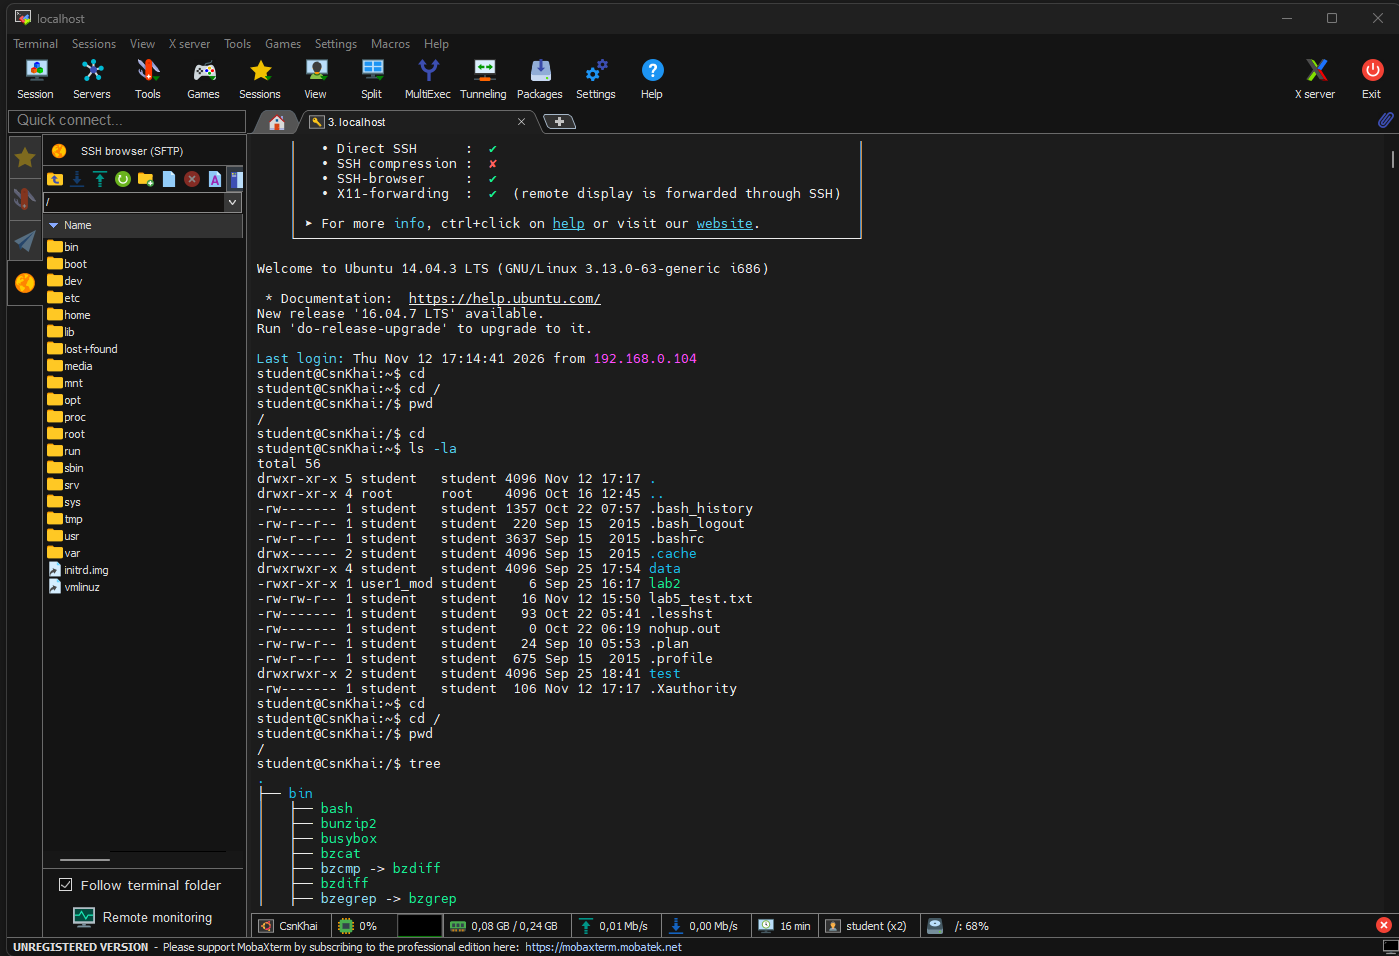 localhost
Terminal Sessions View X server Tools Games Settings Macros Help
Session Servers Tools Games Sessions View Split MultiExec Tunneling Packages Settings Help X server Exit
Quick connect...
3. localhost
SSH browser (SFTP)
/
Name
bin
boot
dev
etc
home
lib
lost+found
media
mnt
opt
proc
root
run
sbin
srv
sys
tmp
usr
var
initrd.img
vmlinuz
Follow terminal folder
Remote monitoring
• Direct SSH : ✔
• SSH compression : ✘
• SSH-browser : ✔
• X11-forwarding : ✔ (remote display is forwarded through SSH)
➤ For more info, ctrl+click on help or visit our website.
Welcome to Ubuntu 14.04.3 LTS (GNU/Linux 3.13.0-63-generic i686)
* Documentation: https://help.ubuntu.com/
New release '16.04.7 LTS' available.
Run 'do-release-upgrade' to upgrade to it.
Last login: Thu Nov 12 17:14:41 2026 from 192.168.0.104
student@CsnKhai:~$ cd
student@CsnKhai:~$ cd /
student@CsnKhai:/$ pwd
/
student@CsnKhai:/$ cd
student@CsnKhai:~$ ls -la
total 56
drwxr-xr-x 5 student student 4096 Nov 12 17:17 .
drwxr-xr-x 4 root root 4096 Oct 16 12:45 ..
-rw------- 1 student student 1357 Oct 22 07:57 .bash_history
-rw-r--r-- 1 student student 220 Sep 15 2015 .bash_logout
-rw-r--r-- 1 student student 3637 Sep 15 2015 .bashrc
drwx------ 2 student student 4096 Sep 15 2015 .cache
drwxrwxr-x 4 student student 4096 Sep 25 17:54 data
-rwxr-xr-x 1 user1_mod student 6 Sep 25 16:17 lab2
-rw-rw-r-- 1 student student 16 Nov 12 15:50 lab5_test.txt
-rw------- 1 student student 93 Oct 22 05:41 .lesshst
-rw------- 1 student student 0 Oct 22 06:19 nohup.out
-rw-rw-r-- 1 student student 24 Sep 10 05:53 .plan
-rw-r--r-- 1 student student 675 Sep 15 2015 .profile
drwxrwxr-x 2 student student 4096 Sep 25 18:41 test
-rw------- 1 student student 106 Nov 12 17:17 .Xauthority
student@CsnKhai:~$ cd
student@CsnKhai:~$ cd /
student@CsnKhai:/$ pwd
/
student@CsnKhai:/$ tree
.
├── bin
│   ├── bash
│   ├── bunzip2
│   ├── busybox
│   ├── bzcat
│   ├── bzcmp -> bzdiff
│   ├── bzdiff
│   ├── bzegrep -> bzgrep
CsnKhai 0% 0,08 GB / 0,24 GB 0,01 Mb/s 0,00 Mb/s 16 min student (x2) /: 68%
UNREGISTERED VERSION - Please support MobaXterm by subscribing to the professional edition here: https://mobaxterm.mobatek.net